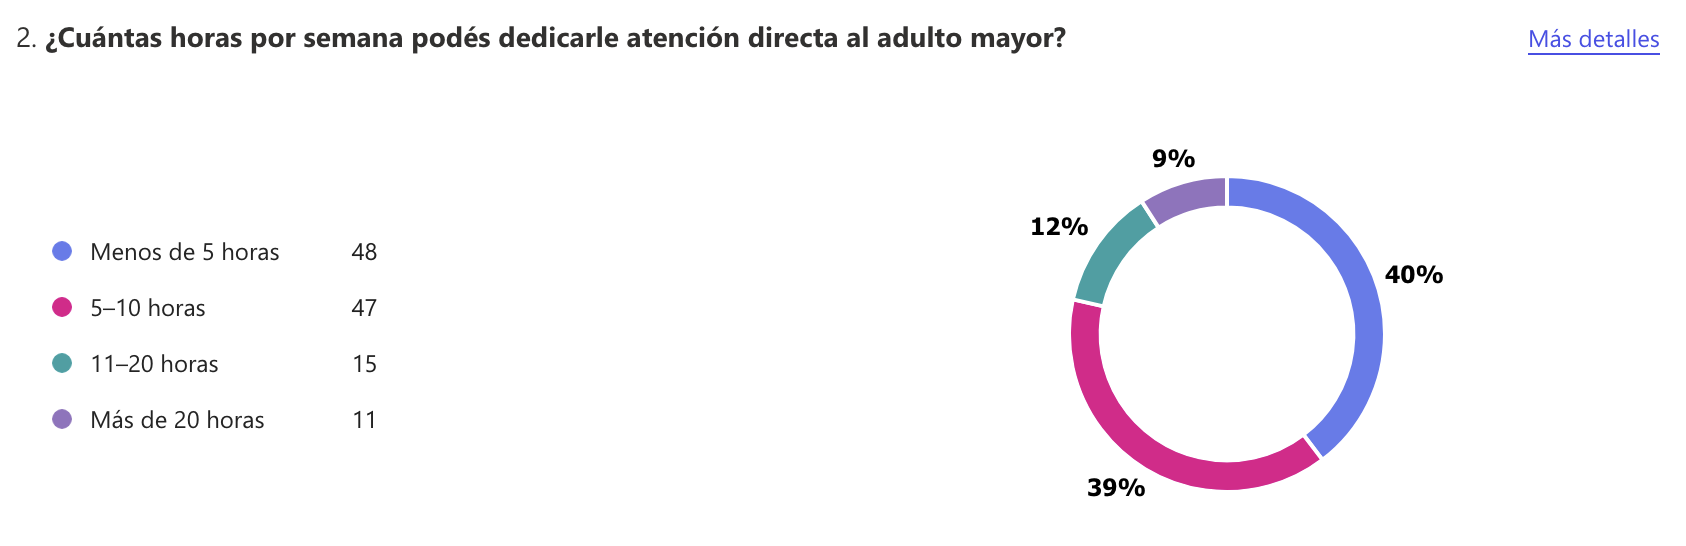 2. ¿Cuántas horas por semana podés dedicarle atención directa al adulto mayor?
Más detalles
Menos de 5 horas 48
5–10 horas 47
11–20 horas 15
Más de 20 horas 11
9%
12%
40%
39%